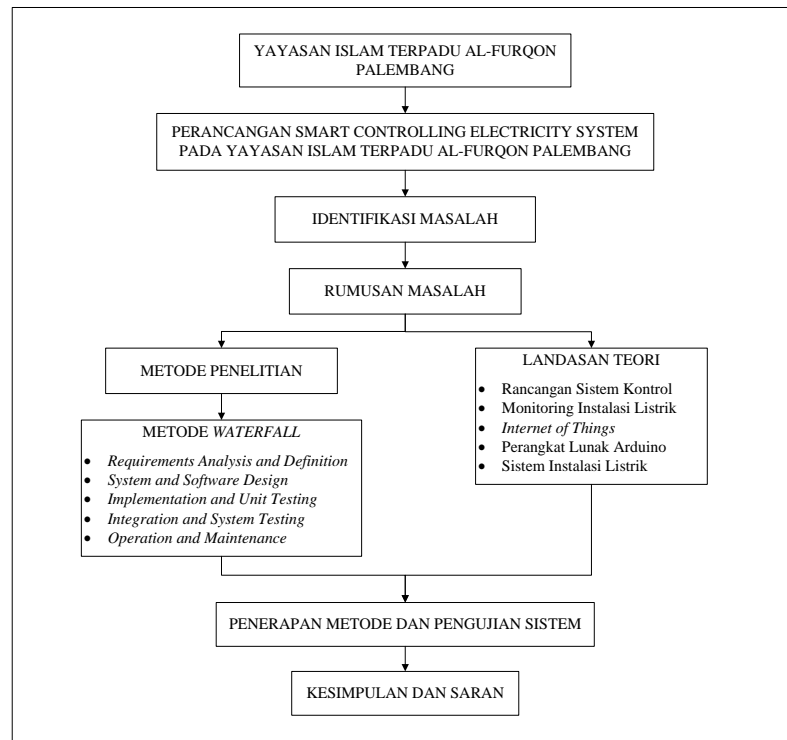 YAYASAN ISLAM TERPADU AL-FURQON
PALEMBANG
PERANCANGAN SMART CONTROLLING ELECTRICITY SYSTEM
PADA YAYASAN ISLAM TERPADU AL-FURQON PALEMBANG
IDENTIFIKASI MASALAH
RUMUSAN MASALAH
METODE PENELITIAN
METODE WATERFALL
• Requirements Analysis and Definition
• System and Software Design
• Implementation and Unit Testing
• Integration and System Testing
• Operation and Maintenance
LANDASAN TEORI
• Rancangan Sistem Kontrol
• Monitoring Instalasi Listrik
• Internet of Things
• Perangkat Lunak Arduino
• Sistem Instalasi Listrik
PENERAPAN METODE DAN PENGUJIAN SISTEM
KESIMPULAN DAN SARAN